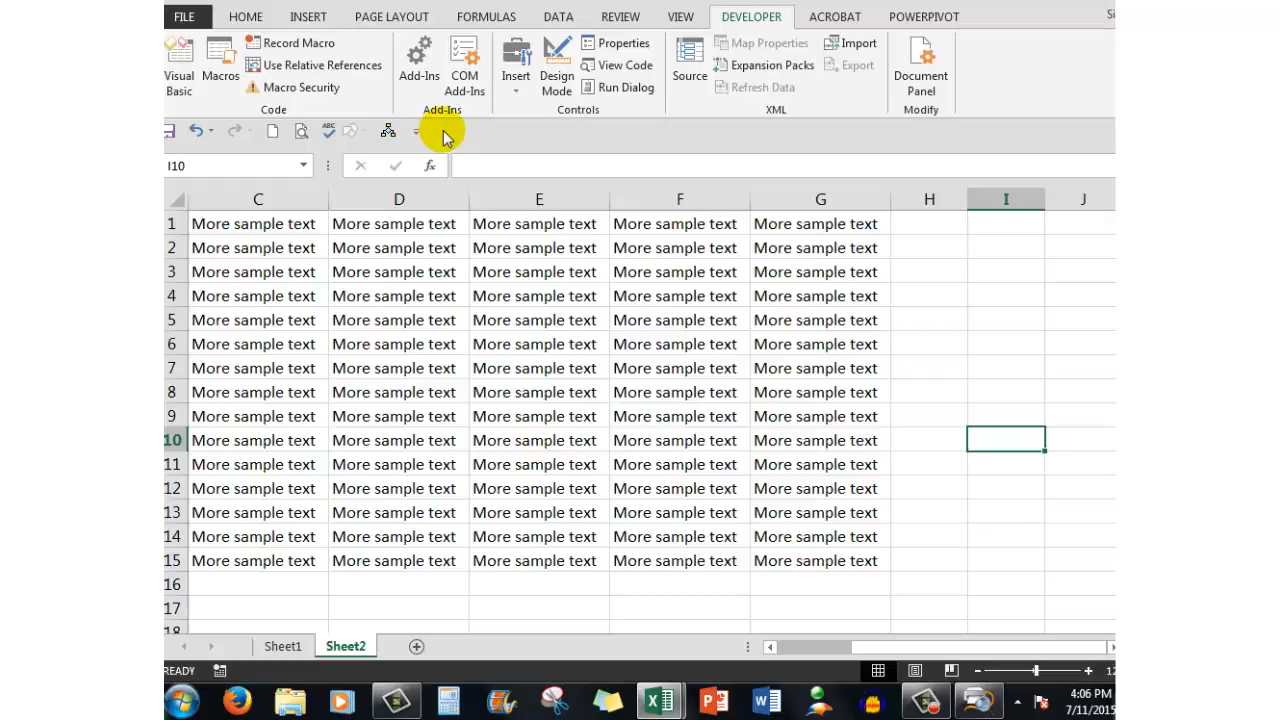 FILE HOME INSERT PAGE LAYOUT FORMULAS DATA REVIEW VIEW DEVELOPER ACROBAT POWERPIVOT Si
Visual Basic
Macros
Record Macro
Use Relative References
Macro Security
Code
Add-Ins
COM Add-Ins
Add-Ins
Insert
Design Mode
Properties
View Code
Run Dialog
Controls
Source
Map Properties
Expansion Packs
Refresh Data
Import
Export
XML
Document Panel
Modify
ABC
I10
fx
C D E F G H I J
1 More sample text More sample text More sample text More sample text More sample text
2 More sample text More sample text More sample text More sample text More sample text
3 More sample text More sample text More sample text More sample text More sample text
4 More sample text More sample text More sample text More sample text More sample text
5 More sample text More sample text More sample text More sample text More sample text
6 More sample text More sample text More sample text More sample text More sample text
7 More sample text More sample text More sample text More sample text More sample text
8 More sample text More sample text More sample text More sample text More sample text
9 More sample text More sample text More sample text More sample text More sample text
10 More sample text More sample text More sample text More sample text More sample text
11 More sample text More sample text More sample text More sample text More sample text
12 More sample text More sample text More sample text More sample text More sample text
13 More sample text More sample text More sample text More sample text More sample text
14 More sample text More sample text More sample text More sample text More sample text
15 More sample text More sample text More sample text More sample text More sample text
16
17
18
Sheet1 Sheet2
READY
12
4:06 PM
7/11/2015